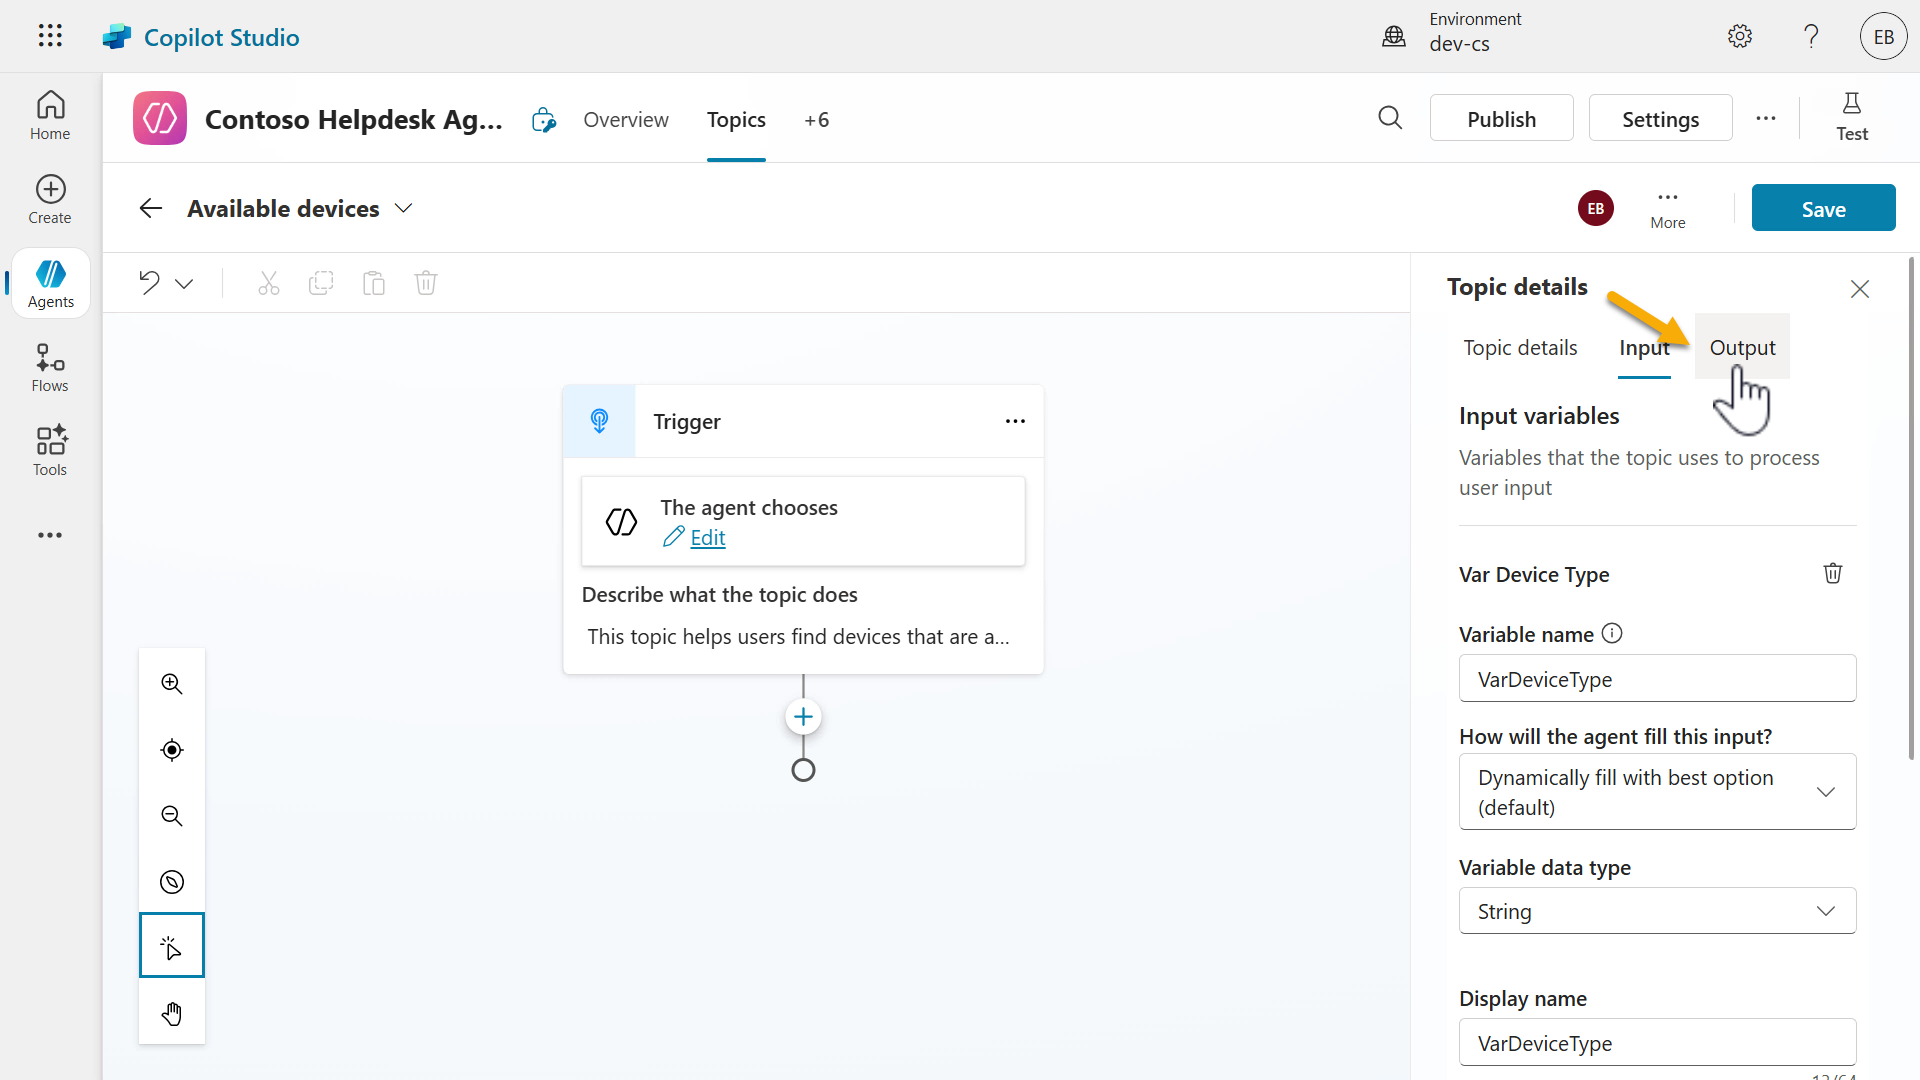 Copilot Studio
Environment
dev-cs
EB
Home
Create
Agents
Flows
Tools
Contoso Helpdesk Ag...
Overview
Topics
+6
Publish
Settings
Test
Available devices
EB
More
Save
Trigger
The agent chooses
Edit
Describe what the topic does
This topic helps users find devices that are a...
Topic details
Topic details
Input
Output
Input variables
Variables that the topic uses to process
user input
Var Device Type
Variable name
VarDeviceType
How will the agent fill this input?
Dynamically fill with best option
(default)
Variable data type
String
Display name
VarDeviceType